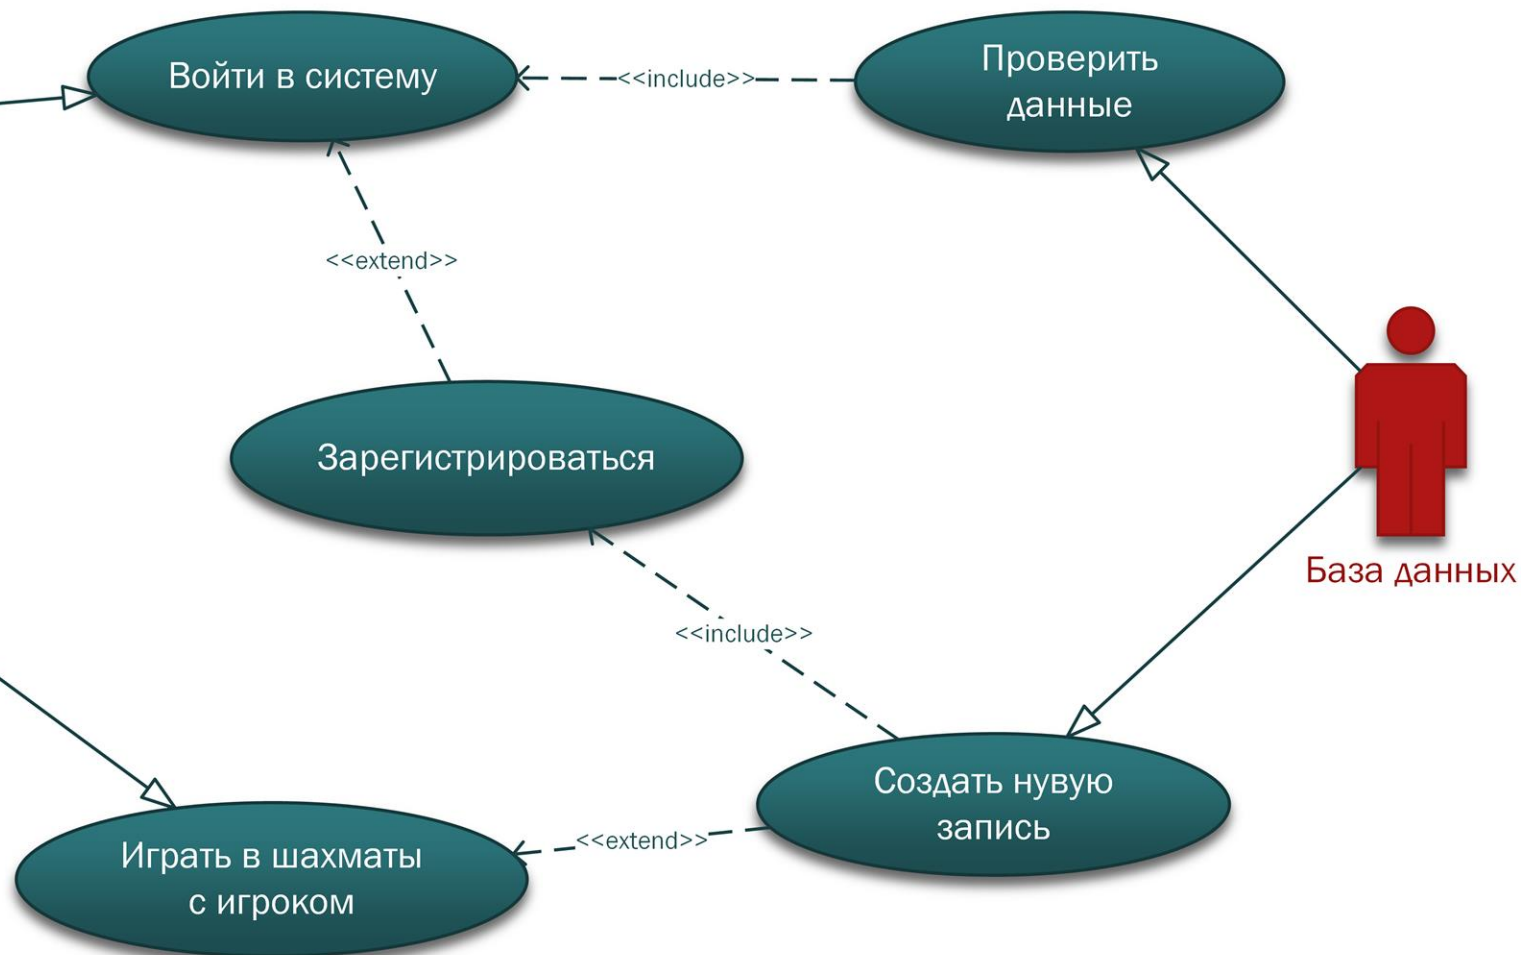 Войти в систему
<<include>>
Проверить
данные
<<extend>>
Зарегистрироваться
База данных
<<include>>
Создать нувую
запись
<<extend>>
Играть в шахматы
с игроком